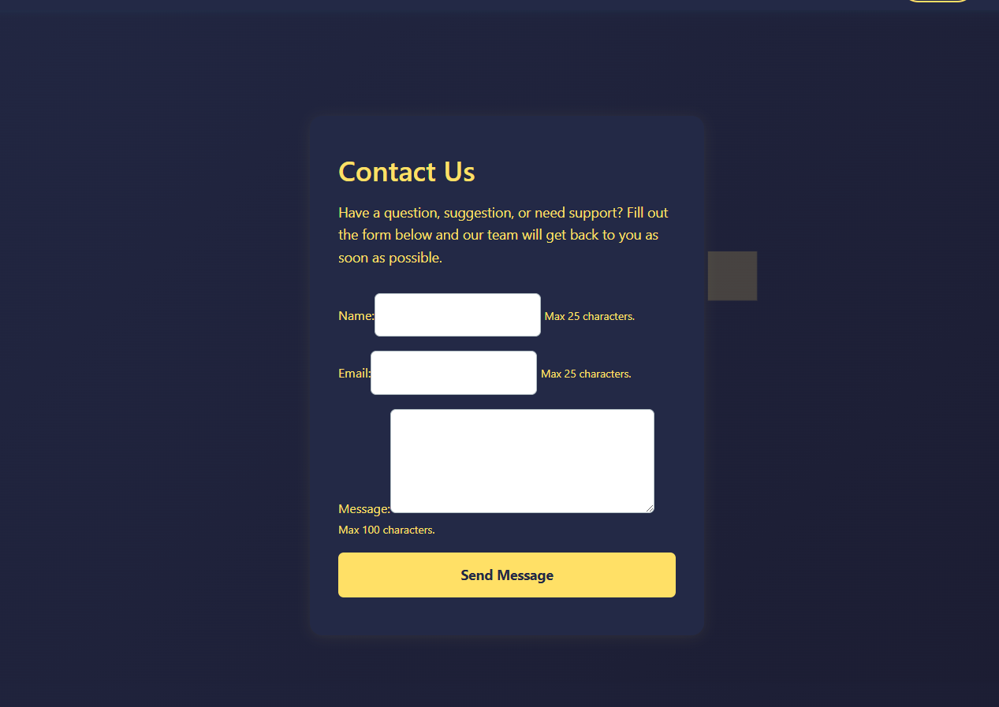 Contact Us
Have a question, suggestion, or need support? Fill out
the form below and our team will get back to you as
soon as possible.
Name: Max 25 characters.
Email: Max 25 characters.
Message:
Max 100 characters.
Send Message